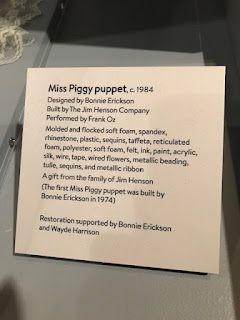 Miss Piggy puppet, c. 1984
Designed by Bonnie Erickson
Built by The Jim Henson Company
Performed by Frank Oz
Molded and flocked soft foam, spandex,
rhinestone, plastic, sequins, taffeta, reticulated
foam, polyester, soft foam, felt, ink, paint, acrylic,
silk, wire, tape, wired flowers, metallic beading,
tulle, sequins, and metallic ribbon
A gift from the family of Jim Henson
(The first Miss Piggy puppet was built by
Bonnie Erickson in 1974)
Restoration supported by Bonnie Erickson
and Wayde Harrison